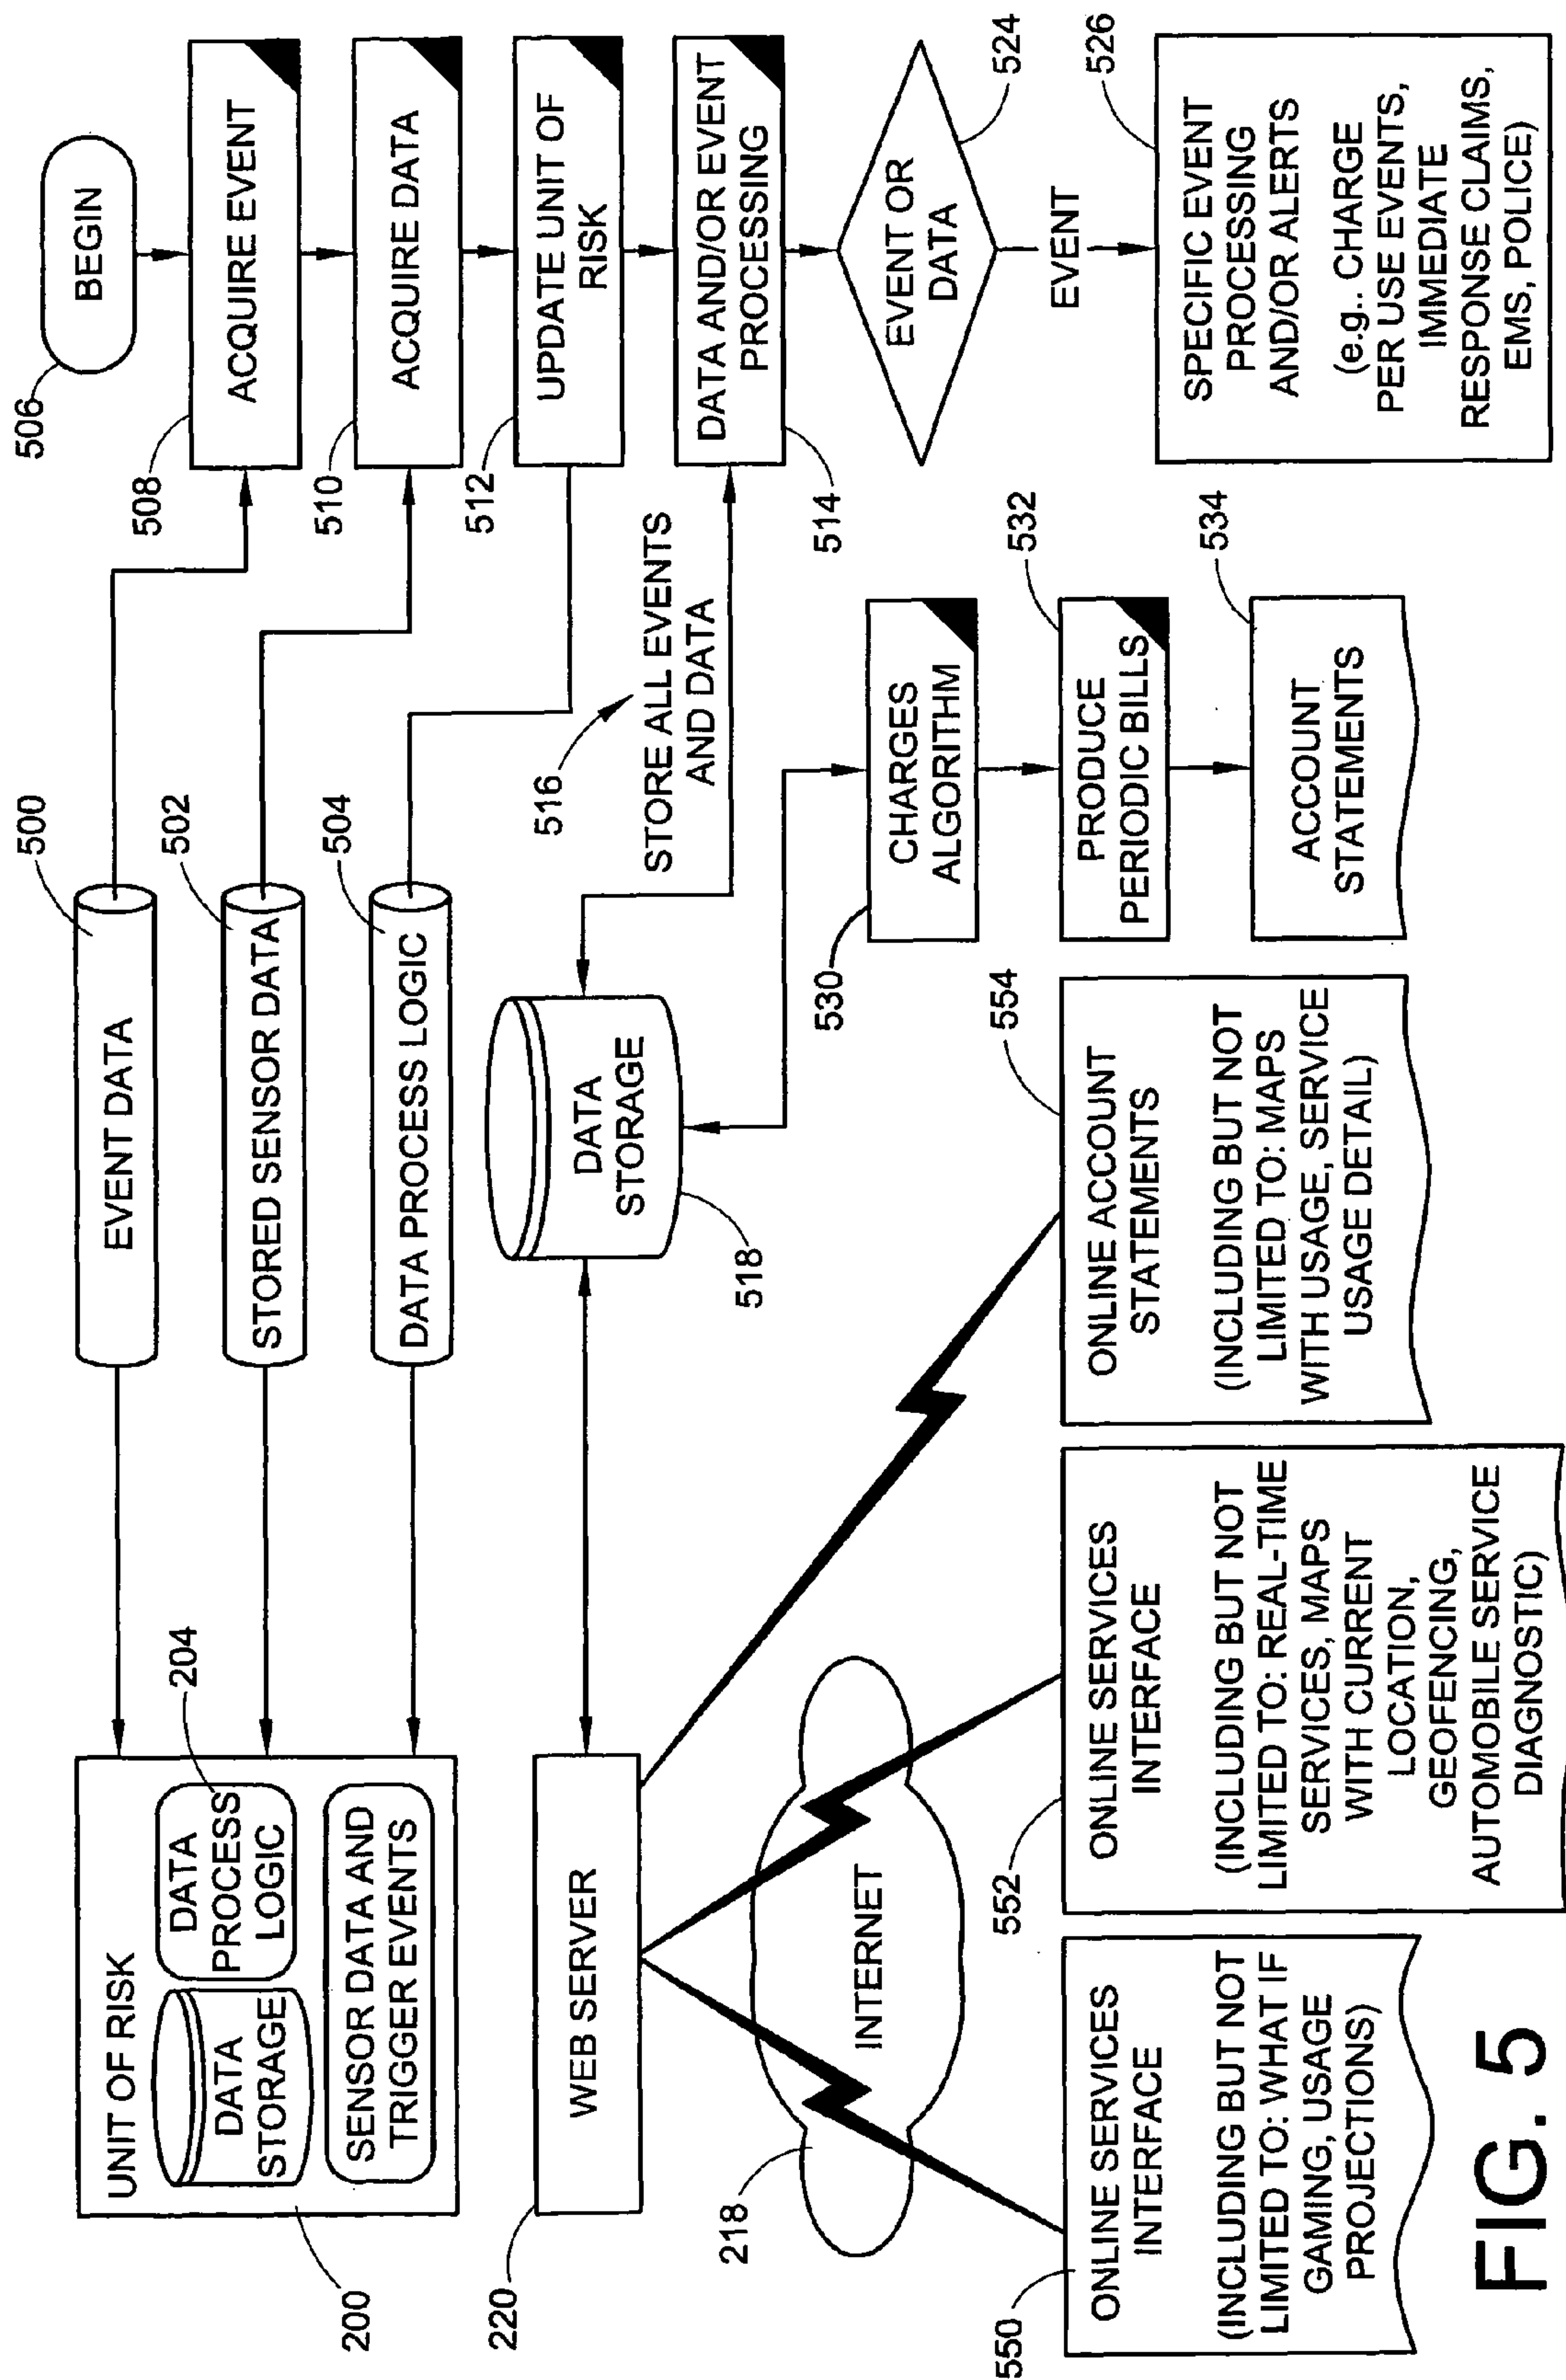 UNIT OF RISK
DATA
STORAGE
DATA
PROCESS
LOGIC
204
SENSOR DATA AND
TRIGGER EVENTS
200
EVENT DATA
500
STORED SENSOR DATA
502
DATA PROCESS LOGIC
504
506
BEGIN
508
ACQUIRE EVENT
510
ACQUIRE DATA
512
UPDATE UNIT OF
RISK
516
STORE ALL EVENTS
AND DATA
DATA AND/OR EVENT
PROCESSING
514
220
WEB SERVER
DATA
STORAGE
518
EVENT OR
DATA
524
EVENT
218
INTERNET
530
CHARGES
ALGORITHM
532
PRODUCE
PERIODIC BILLS
534
ACCOUNT
STATEMENTS
526
SPECIFIC EVENT
PROCESSING
AND/OR ALERTS
(e.g.. CHARGE
PER USE EVENTS,
IMMEDIATE
RESPONSE CLAIMS,
EMS, POLICE)
550
ONLINE SERVICES
INTERFACE
(INCLUDING BUT NOT
LIMITED TO: WHAT IF
GAMING, USAGE
PROJECTIONS)
552
ONLINE SERVICES
INTERFACE
(INCLUDING BUT NOT
LIMITED TO: REAL-TIME
SERVICES, MAPS
WITH CURRENT
LOCATION,
GEOFENCING,
AUTOMOBILE SERVICE
DIAGNOSTIC)
554
ONLINE ACCOUNT
STATEMENTS
(INCLUDING BUT NOT
LIMITED TO: MAPS
WITH USAGE, SERVICE
USAGE DETAIL)
FIG. 5